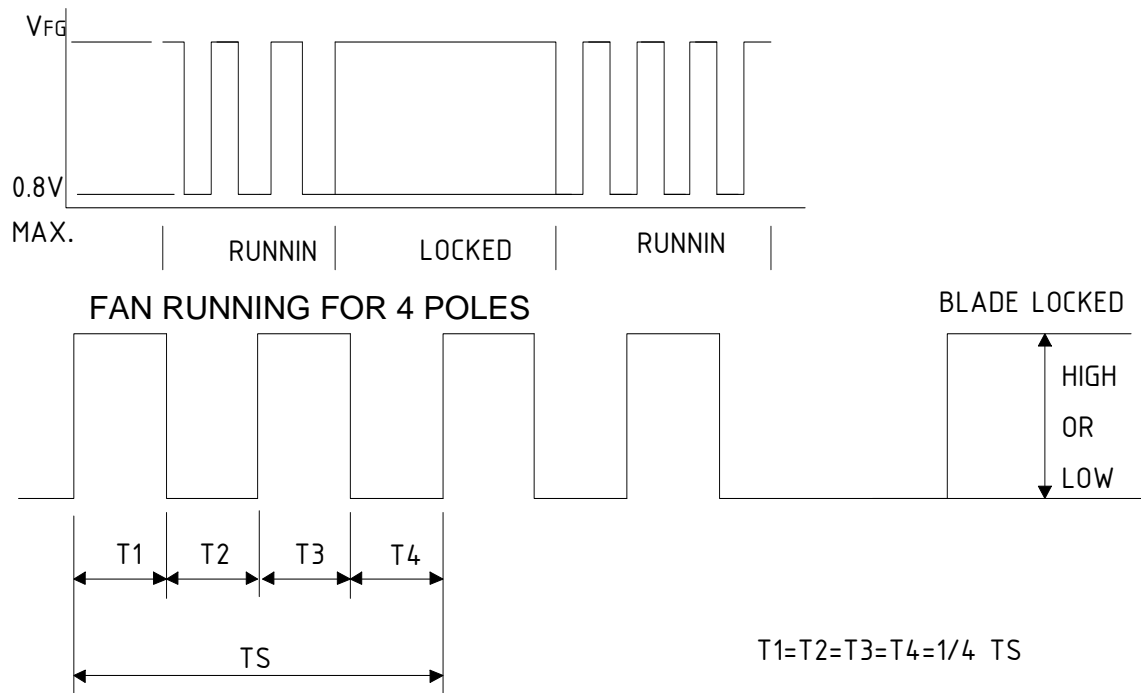 VFG
0.8V
MAX.
RUNNIN LOCKED RUNNIN
FAN RUNNING FOR 4 POLES
BLADE LOCKED
HIGH
OR
LOW
T1 T2 T3 T4
TS
T1=T2=T3=T4=1/4 TS